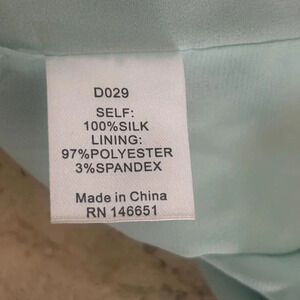 D029
SELF:
100%SILK
LINING:
97%POLYESTER
3%SPANDEX
Made in China
RN 146651